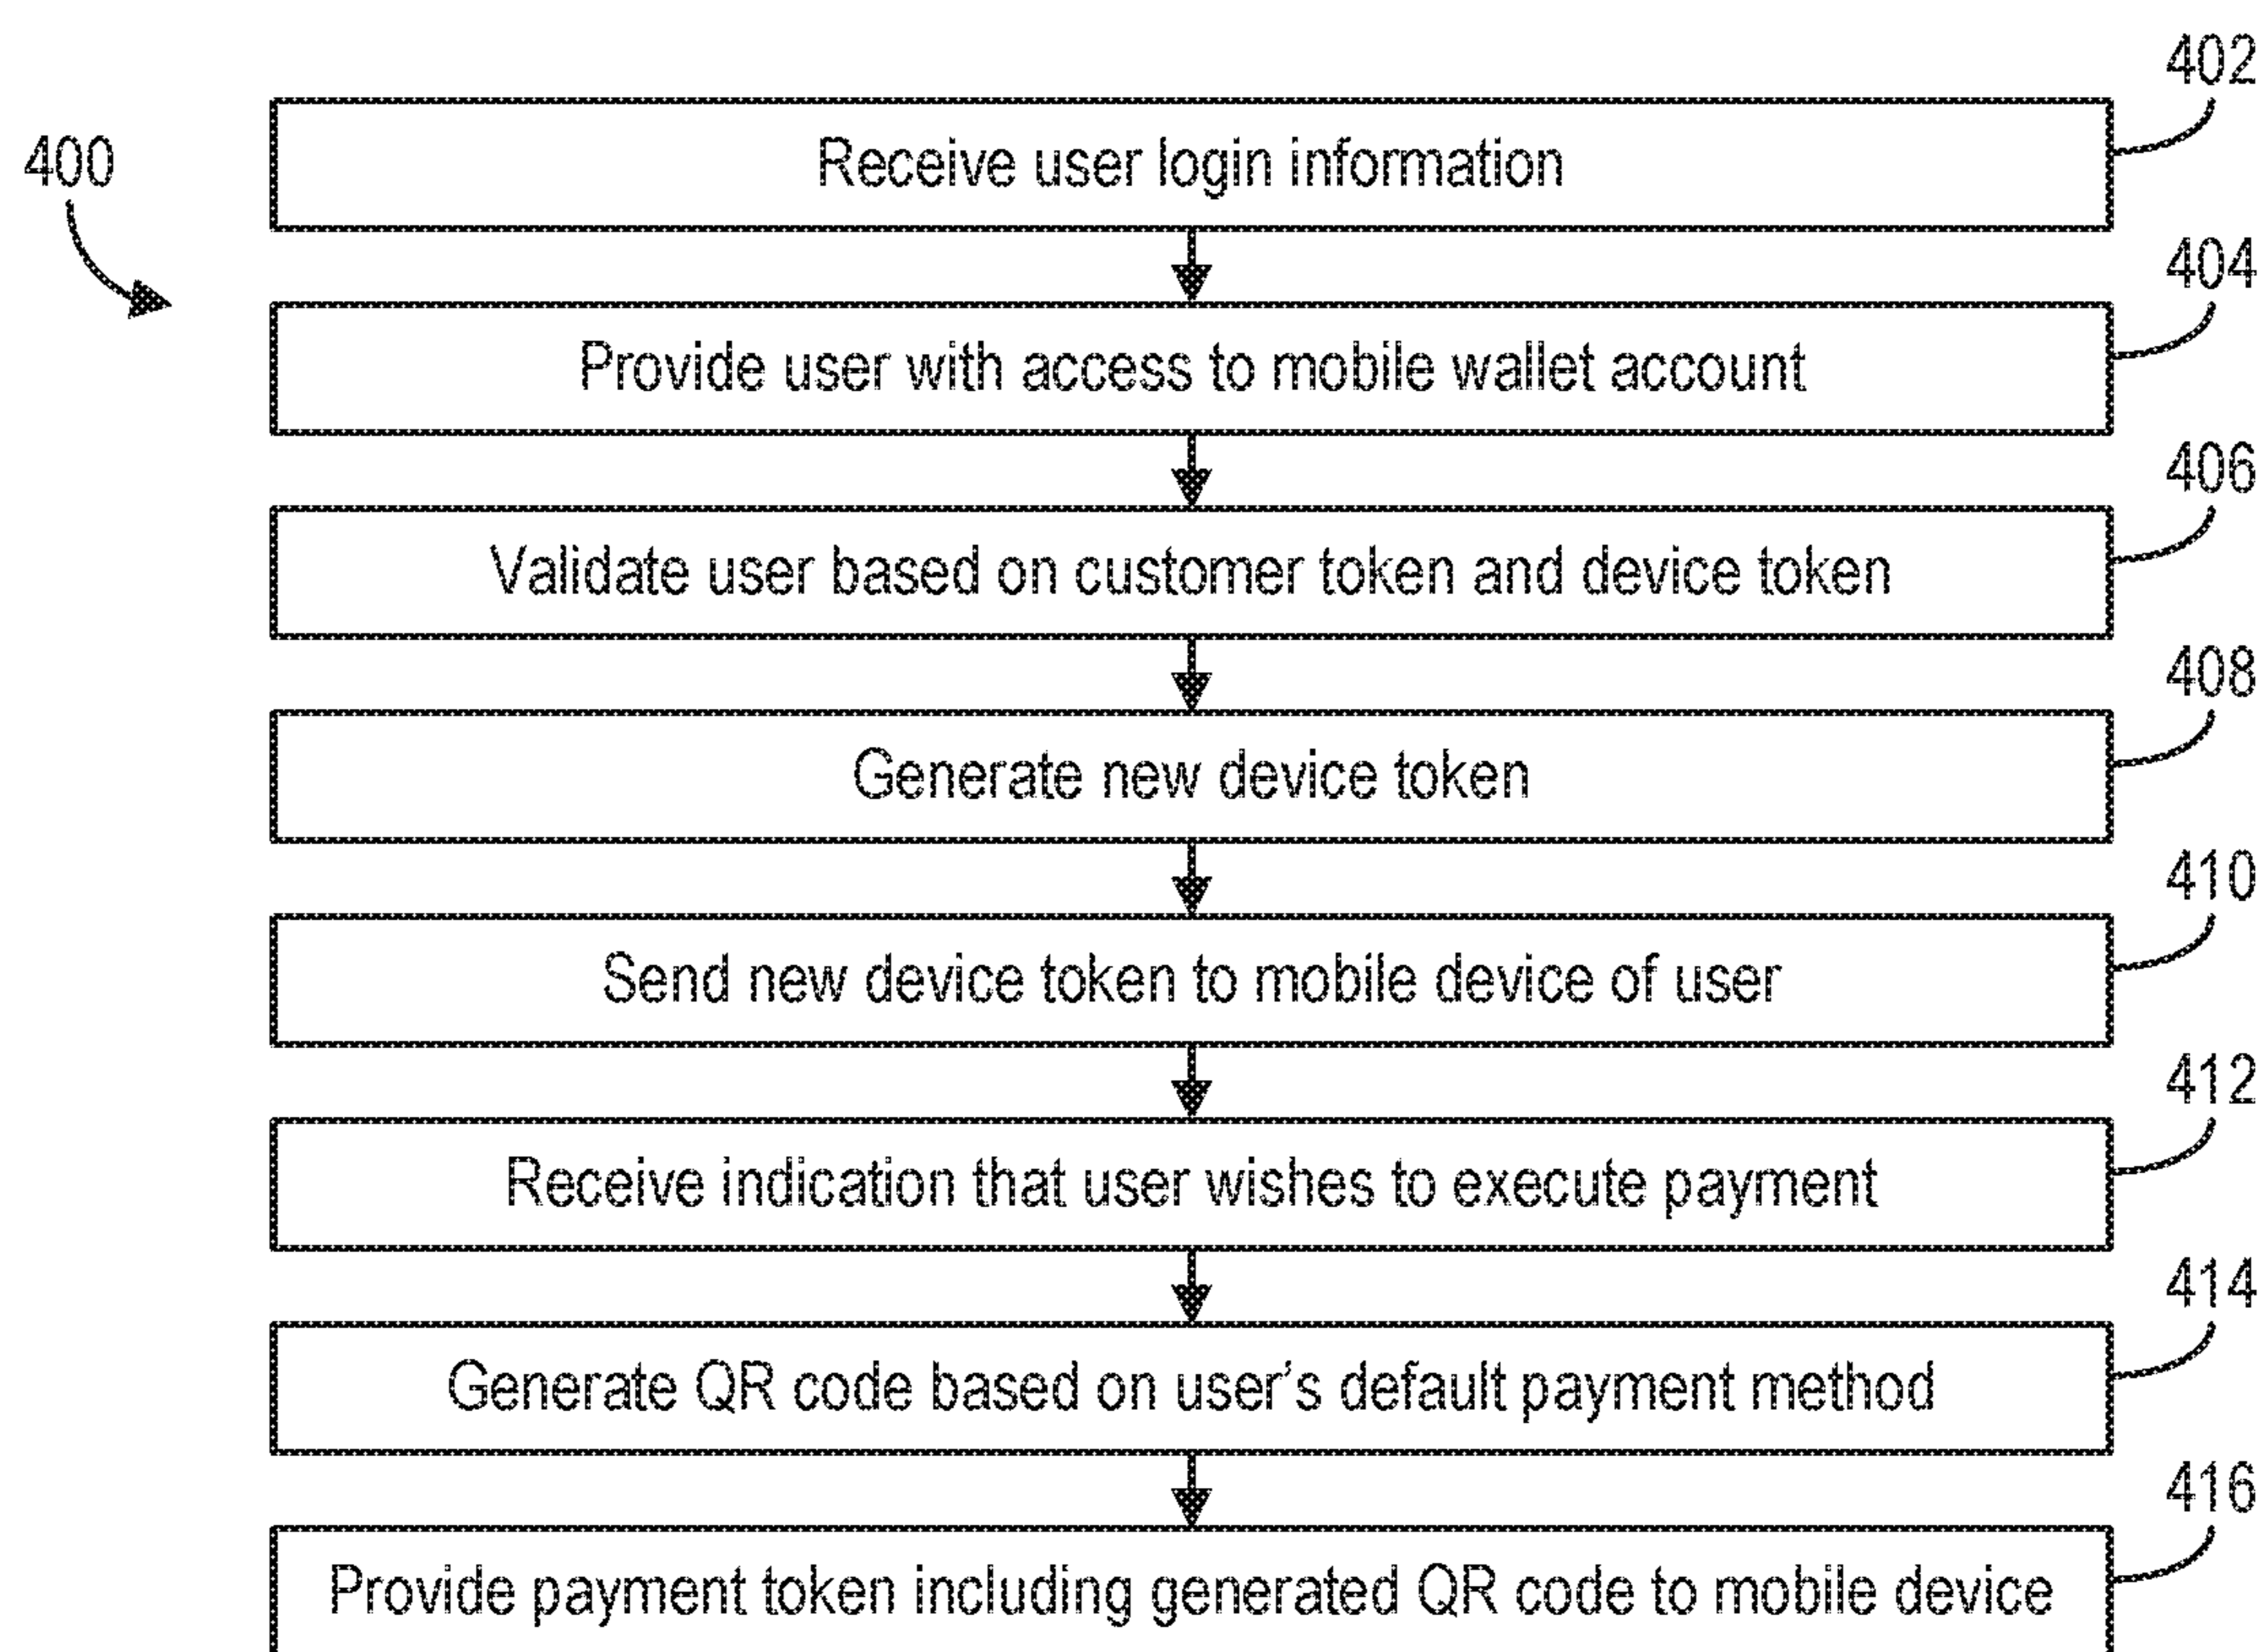 402
400
Receive user login information
404
Provide user with access to mobile wallet account
406
Validate user based on customer token and device token
408
Generate new device token
410
Send new device token to mobile device of user
412
Receive indication that user wishes to execute payment
414
Generate QR code based on user's default payment method
416
Provide payment token including generated QR code to mobile device